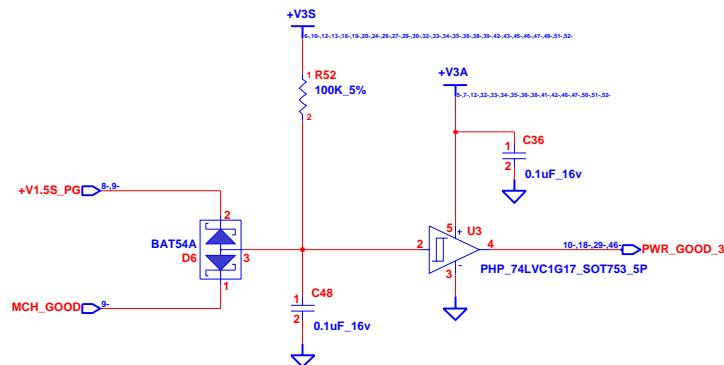 +V3S
6-,10-,12-,13-,18-,19-,20-,24-,26-,27-,29-,30-,32-,33-,34-,35-,36-,38-,39-,42-,43-,45-,46-,47-,49-,51-,52-
1 R52
100K_5%
2
+V3A
5-,7-,12-,32-,33-,34-,35-,36-,38-,41-,42-,46-,47-,50-,51-,52-
C36
1
2
0.1uF_16v
+V1.5S_PG 8-,9-
2
BAT54A
D6 3
1
MCH_GOOD 9-
5 + U3
2 4
10-,18-,29-,46- PWR_GOOD_3
- 3
PHP_74LVC1G17_SOT753_5P
C48
1
2
0.1uF_16v